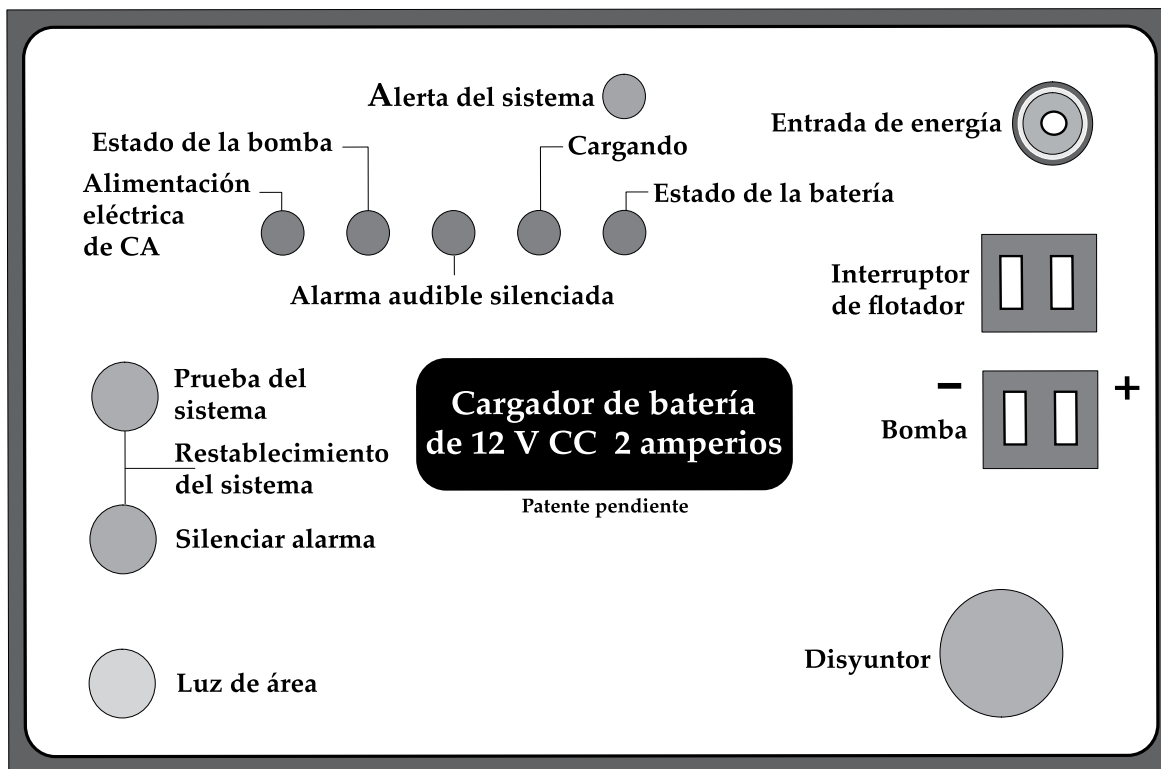 Alerta del sistema
Estado de la bomba
Cargando
Entrada de energía
Alimentación
eléctrica
de CA
Estado de la batería
Alarma audible silenciada
Interruptor
de flotador
Prueba del
sistema
Restablecimiento
del sistema
Silenciar alarma
Cargador de batería
de 12 V CC 2 amperios
Patente pendiente
− +
Bomba
Disyuntor
Luz de área